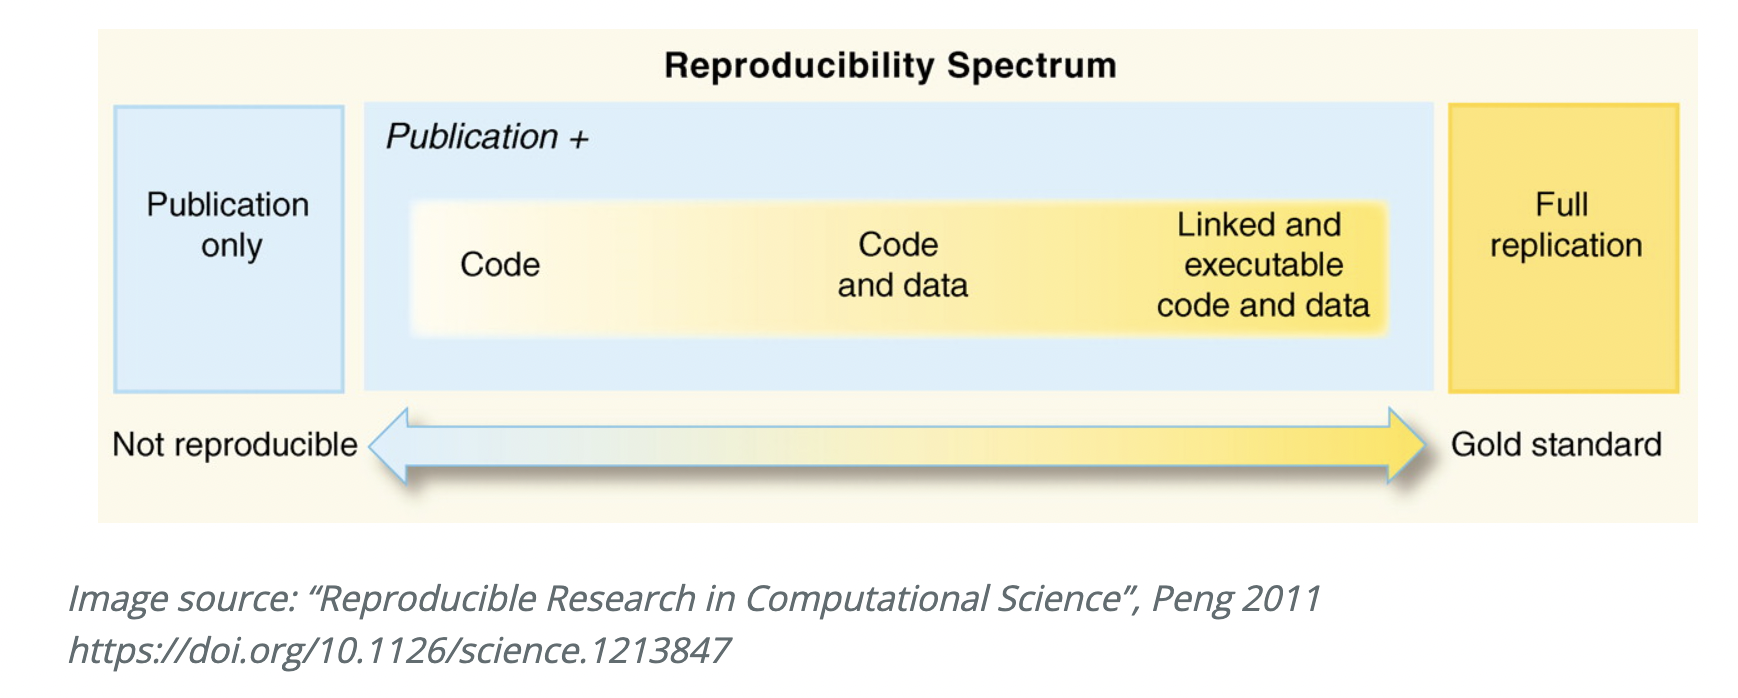 Reproducibility Spectrum
Publication
only
Publication +
Code
Code
and data
Linked and
executable
code and data
Full
replication
Not reproducible
Gold standard
Image source: “Reproducible Research in Computational Science”, Peng 2011
https://doi.org/10.1126/science.1213847